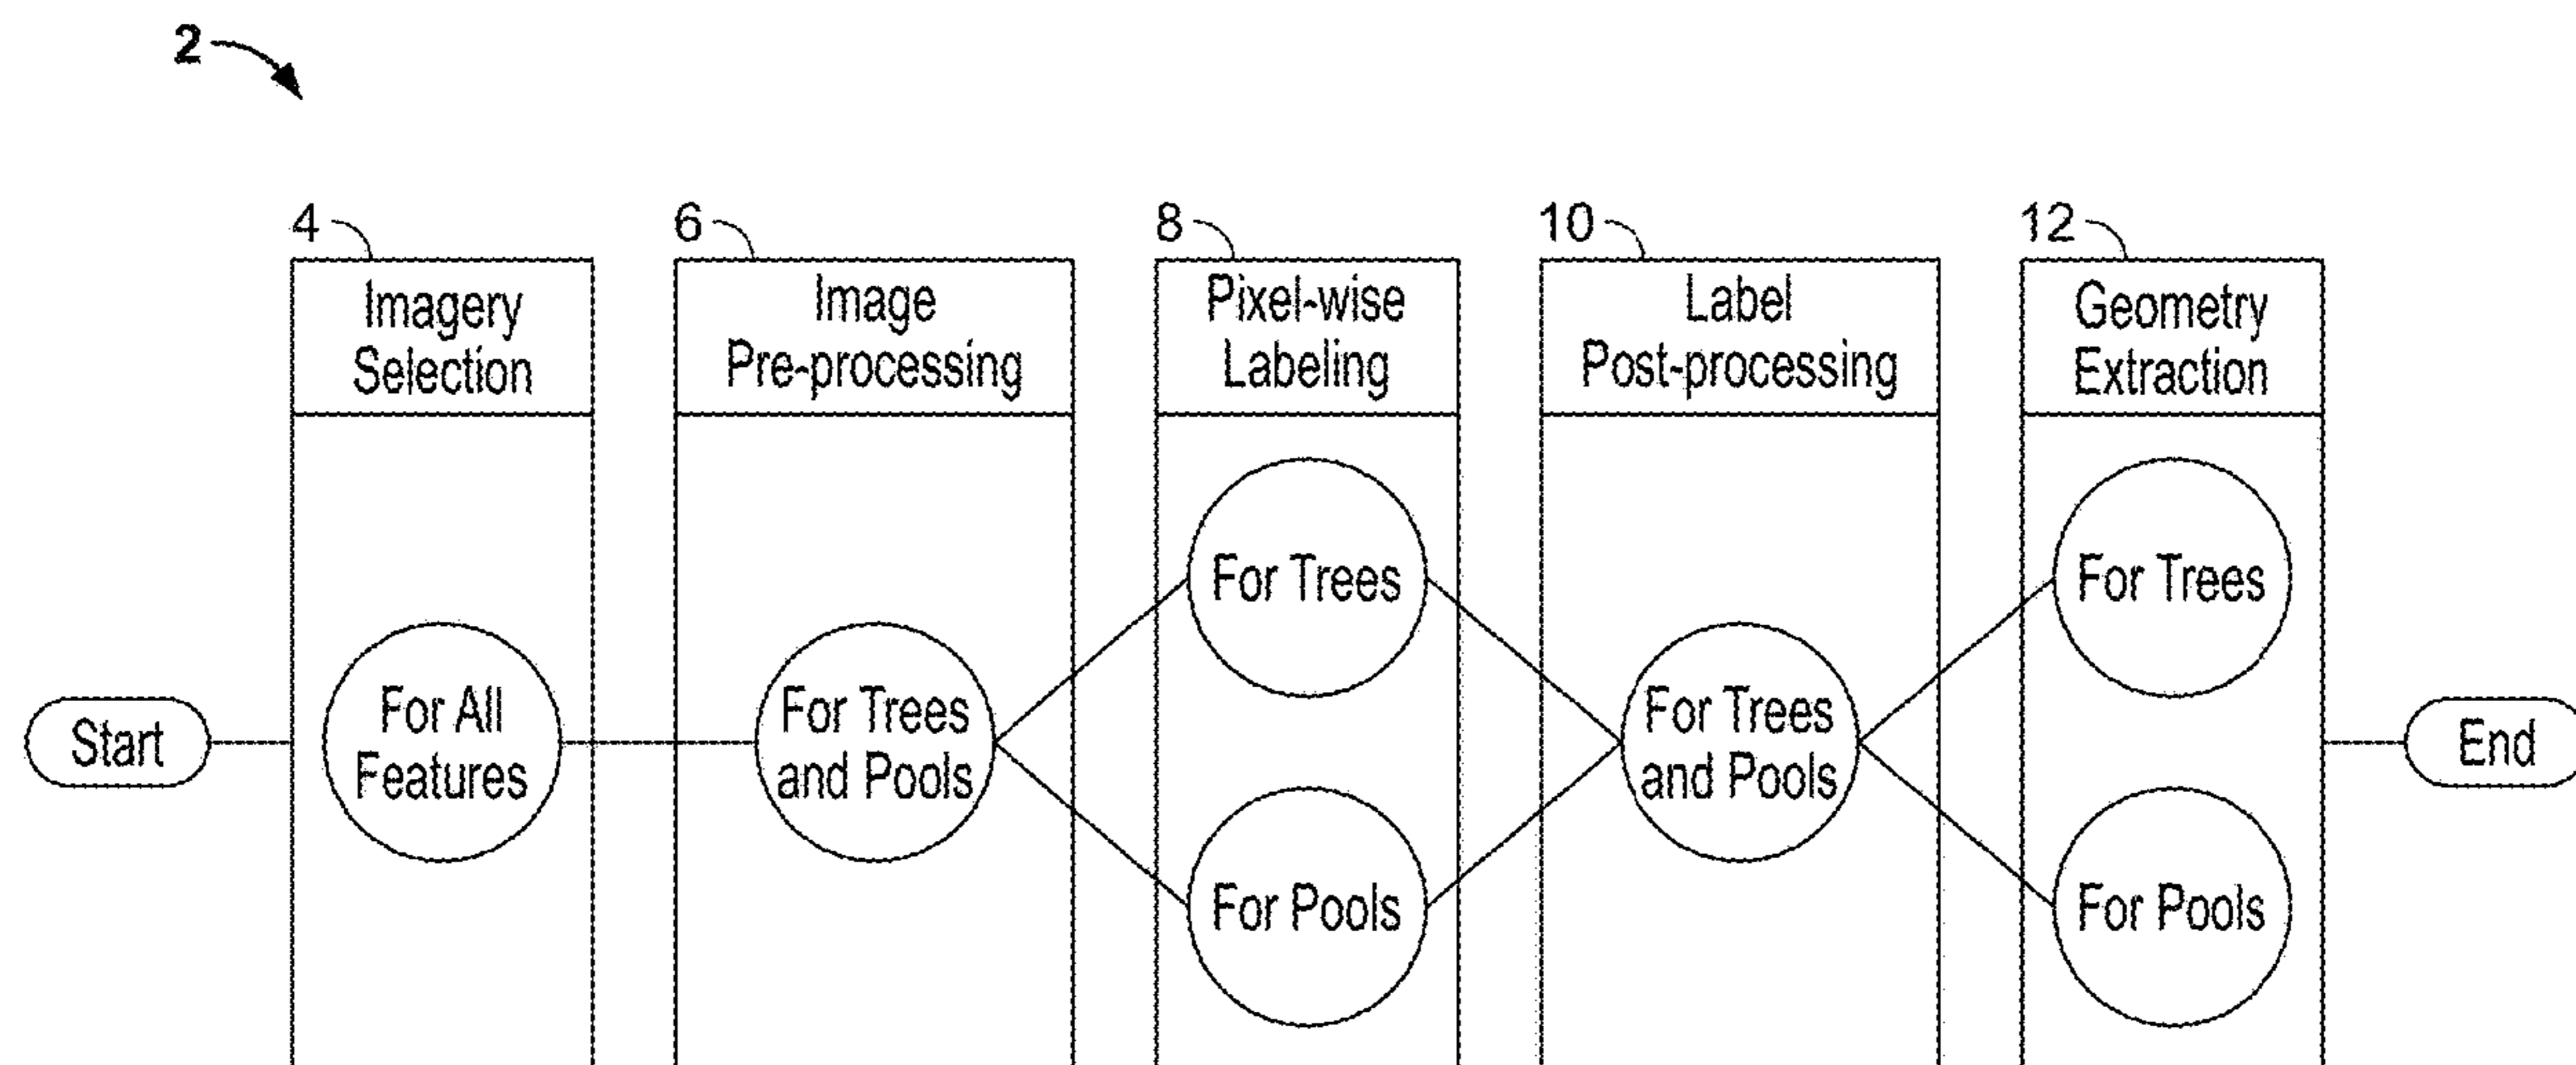 2
4
6
8
10
12
Imagery
Selection
Image
Pre-processing
Pixel-wise
Labeling
Label
Post-processing
Geometry
Extraction
Start
For All
Features
For Trees
and Pools
For Trees
For Pools
For Trees
and Pools
For Trees
For Pools
End